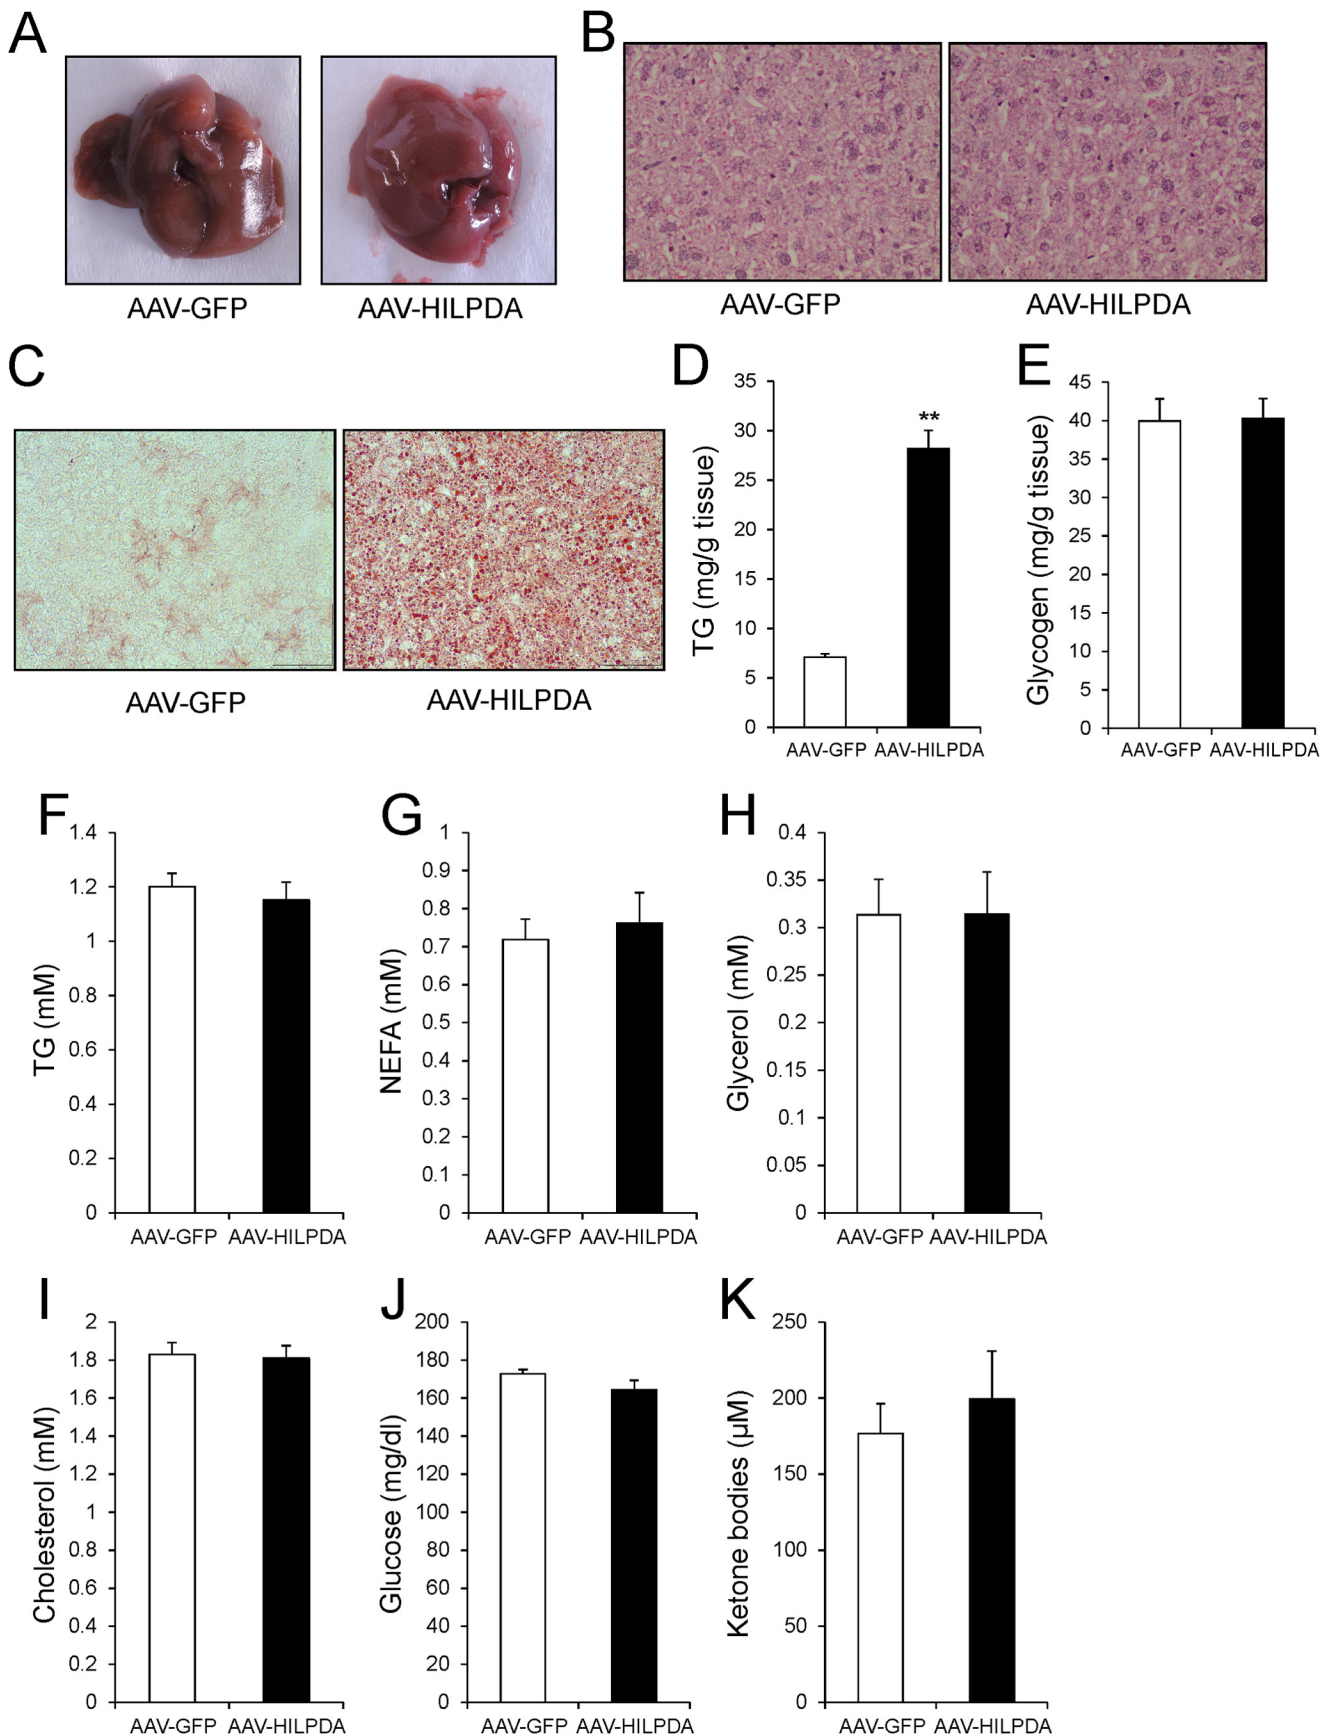 A
B
AAV-GFP
AAV-HILPDA
AAV-GFP
AAV-HILPDA
C
AAV-GFP
AAV-HILPDA
D
TG (mg/g tissue)
35
30
25
20
15
10
5
0
**
AAV-GFP
AAV-HILPDA
E
Glycogen (mg/g tissue)
45
40
35
40
25
20
15
10
5
0
AAV-GFP
AAV-HILPDA
F
TG (mM)
1.4
1.2
1
0.8
0.6
0.4
0.2
0
AAV-GFP
AAV-HILPDA
G
NEFA (mM)
1
0.9
0.8
0.7
0.6
0.5
0.4
0.3
0.2
0.1
0
AAV-GFP
AAV-HILPDA
H
Glycerol (mM)
0.4
0.35
0.3
0.25
0.2
0.15
0.1
0.05
0
AAV-GFP
AAV-HILPDA
I
Cholesterol (mM)
2
1.8
1.6
1.4
1.2
1
0.8
0.6
0.4
0.2
0
AAV-GFP
AAV-HILPDA
J
Glucose (mg/dl)
200
180
160
140
120
100
80
60
40
20
0
AAV-GFP
AAV-HILPDA
K
Ketone bodies (µM)
250
200
150
100
50
0
AAV-GFP
AAV-HILPDA